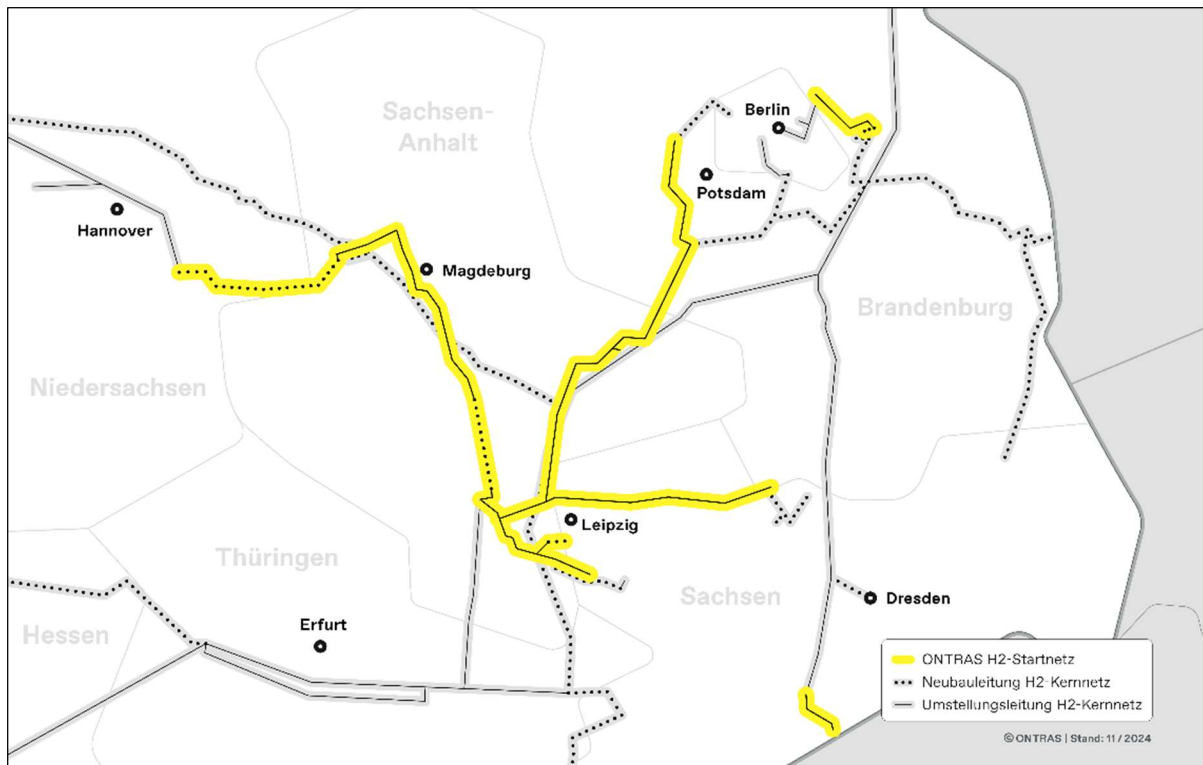 Sachsen-
Anhalt
Berlin
Potsdam
Hannover
Magdeburg
Brandenburg
Niedersachsen
Leipzig
Thüringen
Sachsen
Dresden
Erfurt
Hessen
ONTRAS H2-Startnetz
Neubauleitung H2-Kernnetz
Umstellungsleitung H2-Kernnetz
© ONTRAS | Stand: 11 / 2024